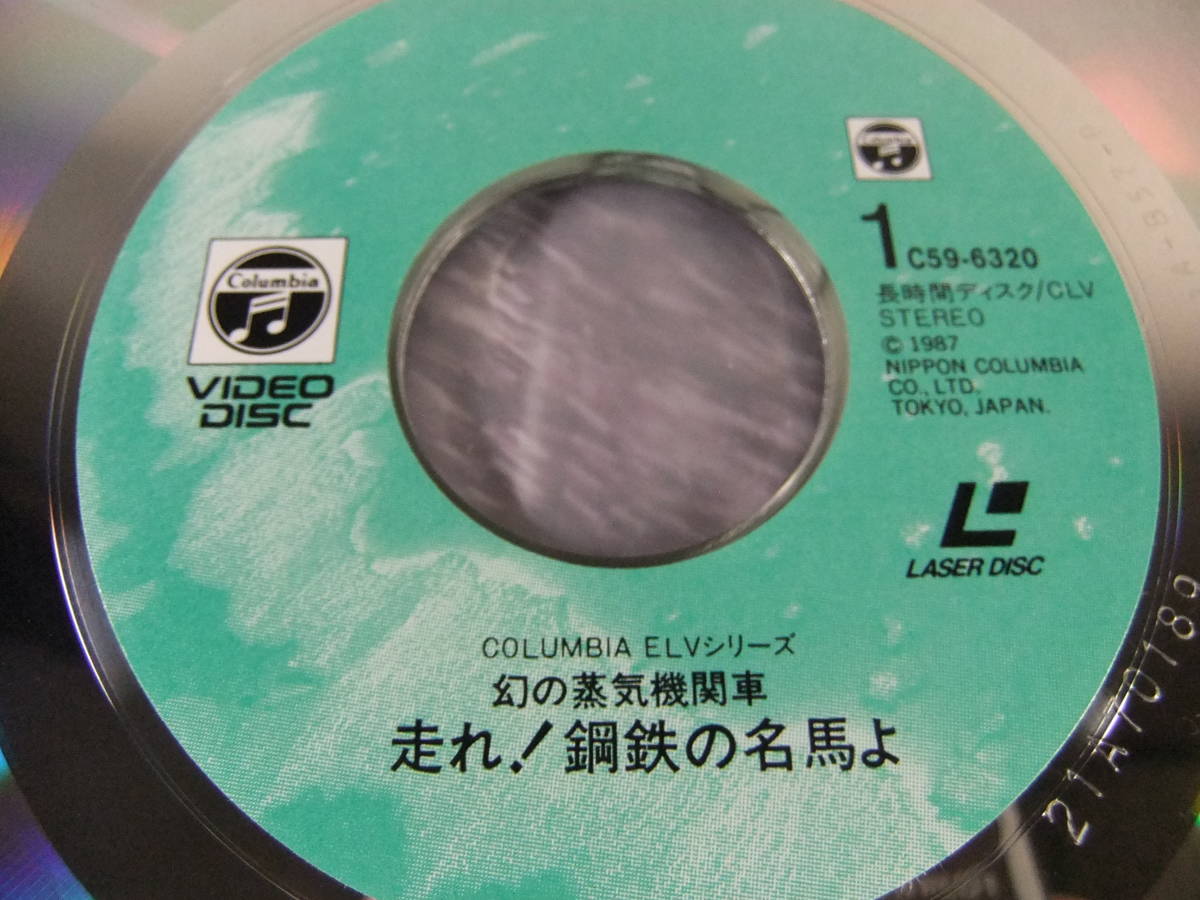 Columbia
VIDEO
DISC
Columbia
1
C59-6320
長時間ディスク/CLV
STEREO
© 1987
NIPPON COLUMBIA
CO., LTD.
TOKYO, JAPAN.
LASER DISC
COLUMBIA ELVシリーズ
幻の蒸気機関車
走れ!鋼鉄の名馬よ
21A70189